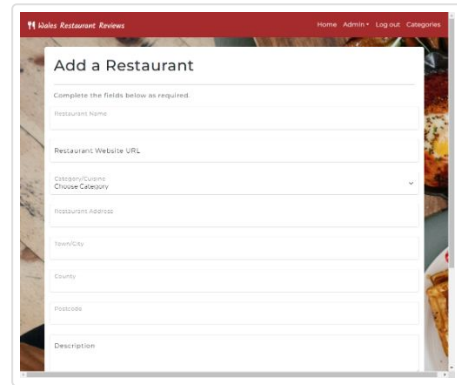 Wales Restaurant Reviews
Home Admin Log out Categories
Add a Restaurant
Complete the fields below as required
Restaurant Name
Restaurant Website URL
Category/Cuisine
Choose Category
Restaurant Address
Town/City
County
Postcode
Description